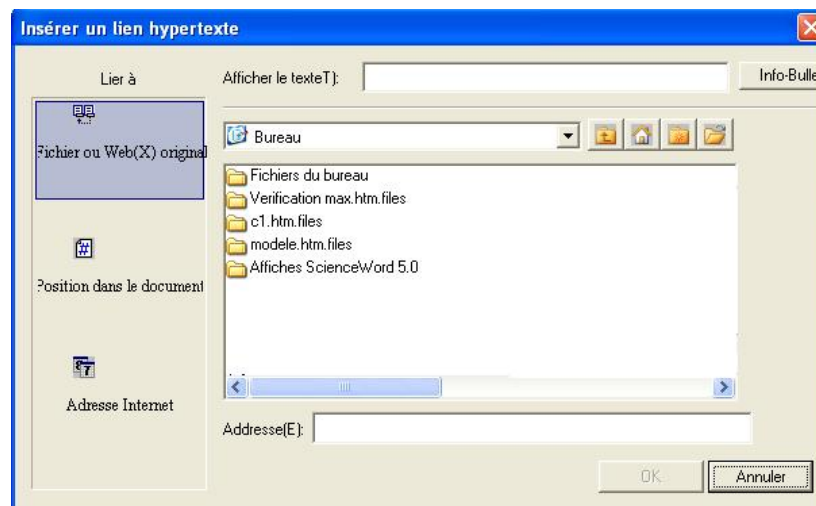 Insérer un lien hypertexte
Lier à
Afficher le texteT):
Info-Bulle
Fichier ou Web(X) original
Bureau
Fichiers du bureau
Verification max.htm.files
c1.htm.files
modele.htm.files
Affiches ScienceWord 5.0
Position dans le document
Adresse Internet
Addresse(E):
OK
Annuler